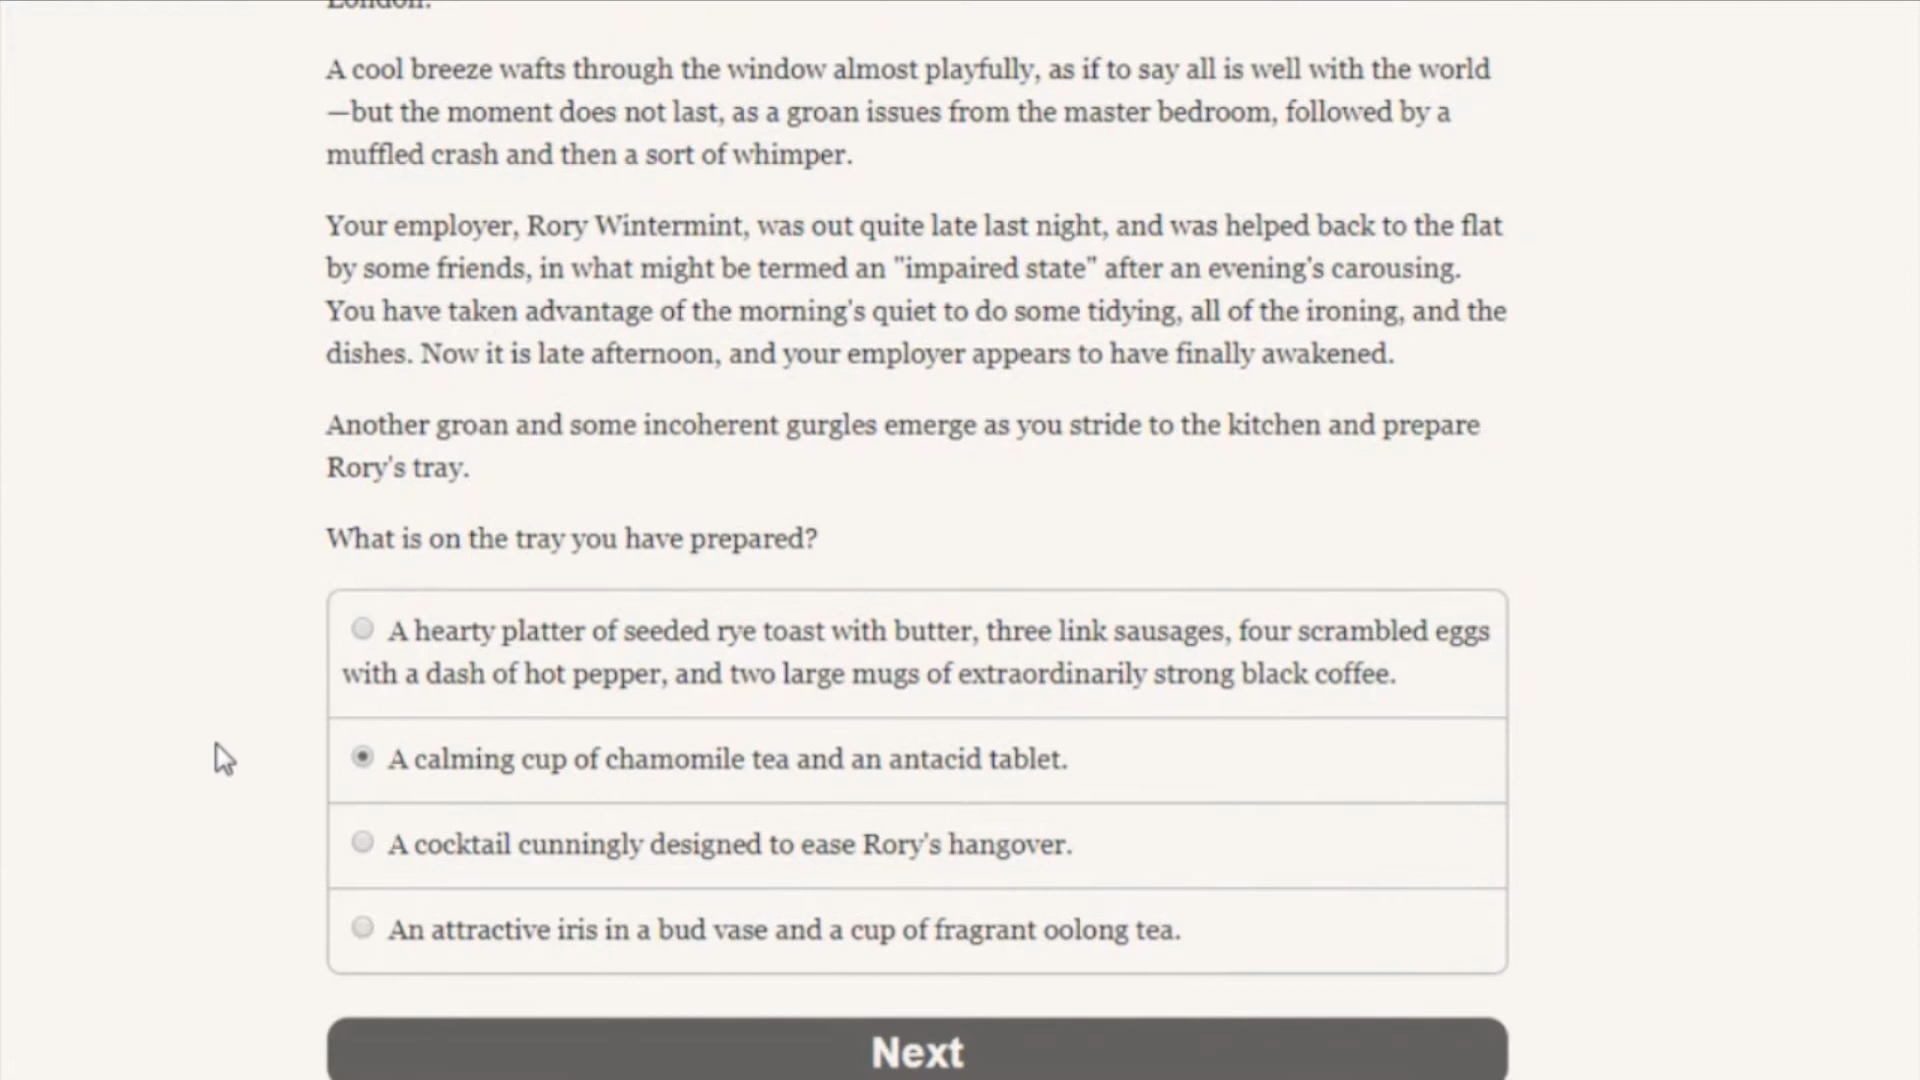 London.
A cool breeze wafts through the window almost playfully, as if to say all is well with the world
—but the moment does not last, as a groan issues from the master bedroom, followed by a
muffled crash and then a sort of whimper.
Your employer, Rory Wintermint, was out quite late last night, and was helped back to the flat
by some friends, in what might be termed an "impaired state" after an evening's carousing.
You have taken advantage of the morning's quiet to do some tidying, all of the ironing, and the
dishes. Now it is late afternoon, and your employer appears to have finally awakened.
Another groan and some incoherent gurgles emerge as you stride to the kitchen and prepare
Rory's tray.
What is on the tray you have prepared?
A hearty platter of seeded rye toast with butter, three link sausages, four scrambled eggs
with a dash of hot pepper, and two large mugs of extraordinarily strong black coffee.
A calming cup of chamomile tea and an antacid tablet.
A cocktail cunningly designed to ease Rory's hangover.
An attractive iris in a bud vase and a cup of fragrant oolong tea.
Next